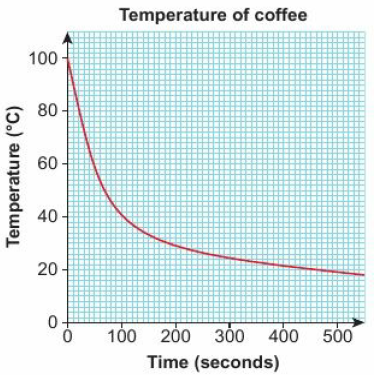 Temperature of coffee
Temperature (°C)
100
80
60
40
20
0
0 100 200 300 400 500
Time (seconds)